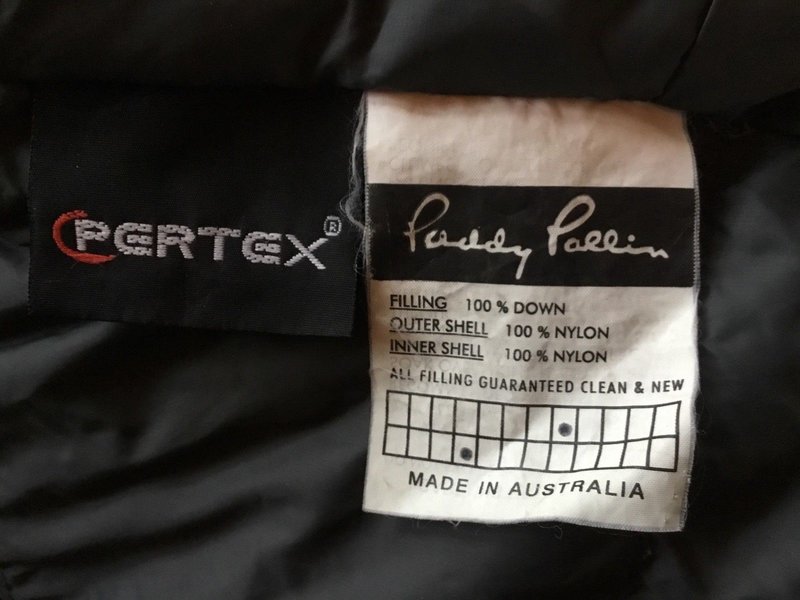 PERTEX®
Paddy Pallin
FILLING 100 % DOWN
OUTER SHELL 100 % NYLON
INNER SHELL 100 % NYLON
ALL FILLING GUARANTEED CLEAN & NEW
MADE IN AUSTRALIA